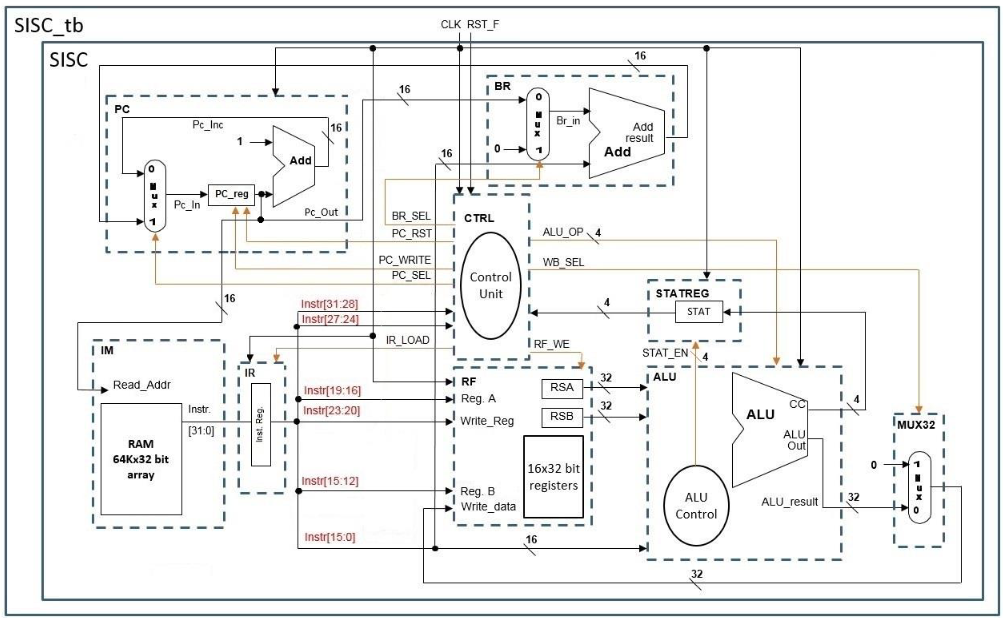 SISC_tb
CLK RST_F
SISC
16
16
BR
PC
Pc_Inc
16
1
Add
0
Mux
1
Pc_In
PC_reg
Pc_Out
0
Mux
1
0
Br_in
Add
result
Add
16
BR_SEL
PC_RST
PC_WRITE
PC_SEL
CTRL
Control
Unit
ALU_OP
4
WB_SEL
STATREG
STAT
4
16
Instr[31:28]
Instr[27:24]
IR_LOAD
RF_WE
STAT_EN
4
IM
Read_Addr
RAM
64Kx32 bit
array
Instr.
[31:0]
IR
Inst. Reg.
Instr[19:16]
Instr[23:20]
Instr[15:12]
Instr[15:0]
RF
Reg. A
Write_Reg
RSA
32
RSB
32
16x32 bit
registers
Reg. B
Write_data
16
ALU
ALU
CC
4
ALU
Out
ALU
Control
ALU_result
32
MUX32
0
1
Mux
0
32